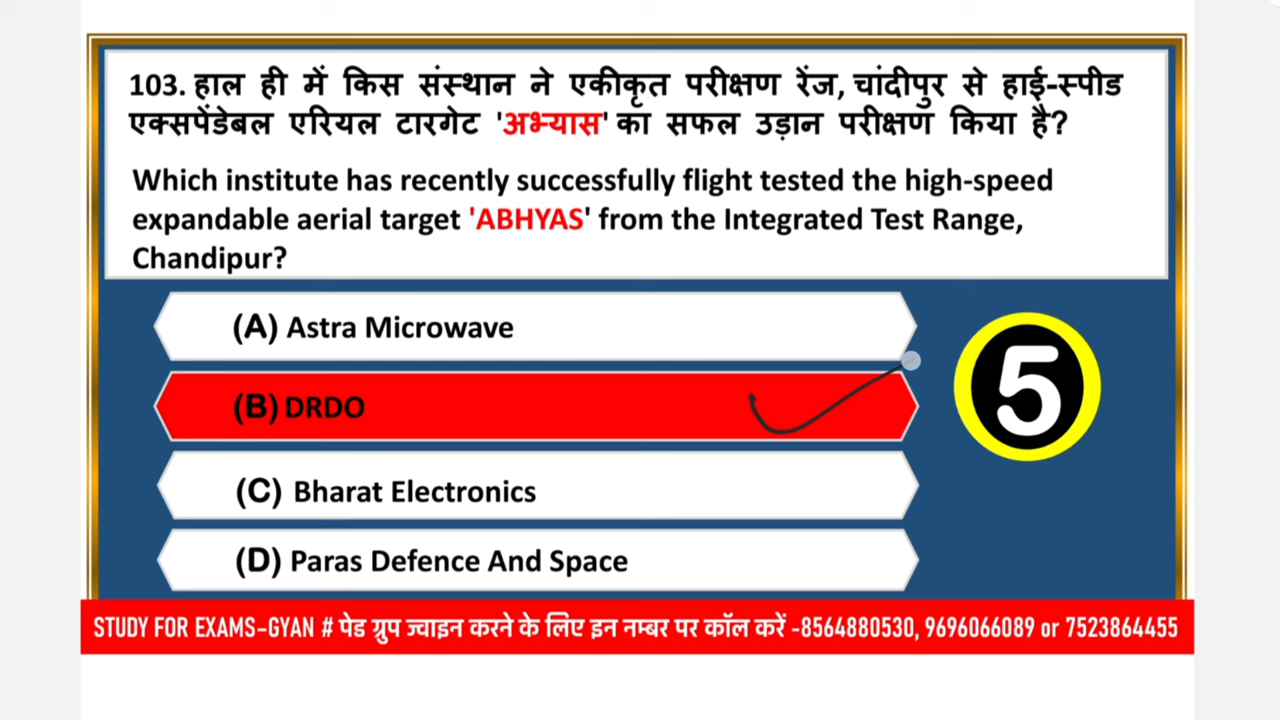 103. हाल ही में किस संस्थान ने एकीकृत परीक्षण रेंज, चांदीपुर से हाई-स्पीड
एक्सपेंडेबल एरियल टारगेट 'अभ्यास' का सफल उड़ान परीक्षण किया है?
Which institute has recently successfully flight tested the high-speed
expandable aerial target 'ABHYAS' from the Integrated Test Range,
Chandipur?
(A) Astra Microwave
(B) DRDO
5
(C) Bharat Electronics
(D) Paras Defence And Space
STUDY FOR EXAMS-GYAN # पेड ग्रुप ज्वाइन करने के लिए इन नम्बर पर कॉल करें -8564880530, 9696066089 or 7523864455